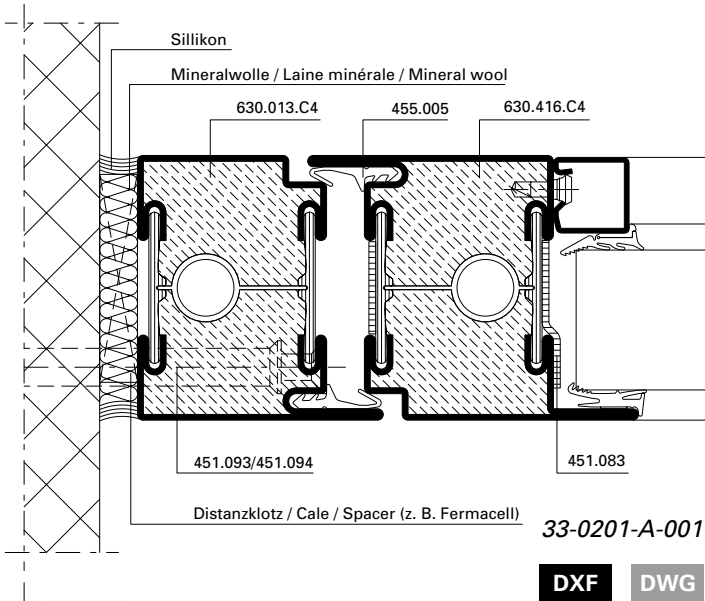 Sillikon
Mineralwolle / Laine minérale / Mineral wool
630.013.C4 455.005 630.416.C4
451.093/451.094 451.083
Distanzklotz / Cale / Spacer (z. B. Fermacell)
33-0201-A-001
DXF DWG